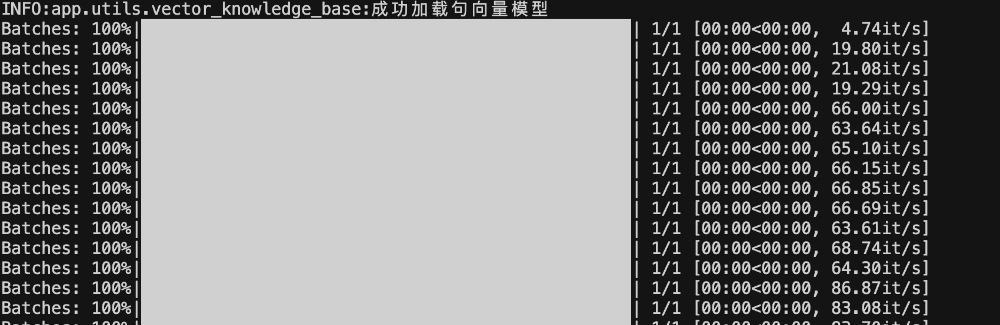 INFO:app.utils.vector_knowledge_base:成功加载句向量模型
Batches: 100%| | 1/1 [00:00<00:00, 4.74it/s]
Batches: 100%| | 1/1 [00:00<00:00, 19.80it/s]
Batches: 100%| | 1/1 [00:00<00:00, 21.08it/s]
Batches: 100%| | 1/1 [00:00<00:00, 19.29it/s]
Batches: 100%| | 1/1 [00:00<00:00, 66.00it/s]
Batches: 100%| | 1/1 [00:00<00:00, 63.64it/s]
Batches: 100%| | 1/1 [00:00<00:00, 65.10it/s]
Batches: 100%| | 1/1 [00:00<00:00, 66.15it/s]
Batches: 100%| | 1/1 [00:00<00:00, 66.85it/s]
Batches: 100%| | 1/1 [00:00<00:00, 66.69it/s]
Batches: 100%| | 1/1 [00:00<00:00, 63.61it/s]
Batches: 100%| | 1/1 [00:00<00:00, 68.74it/s]
Batches: 100%| | 1/1 [00:00<00:00, 64.30it/s]
Batches: 100%| | 1/1 [00:00<00:00, 86.87it/s]
Batches: 100%| | 1/1 [00:00<00:00, 83.08it/s]